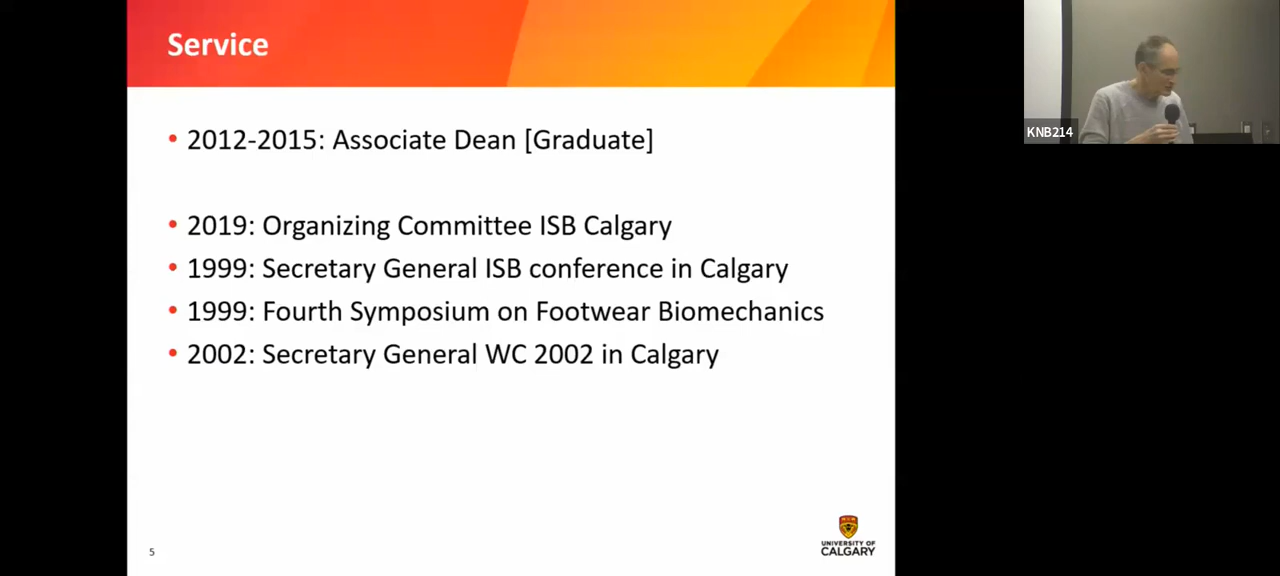 Service
• 2012-2015: Associate Dean [Graduate]
• 2019: Organizing Committee ISB Calgary
• 1999: Secretary General ISB conference in Calgary
• 1999: Fourth Symposium on Footwear Biomechanics
• 2002: Secretary General WC 2002 in Calgary
5
UNIVERSITY OF
CALGARY
KNB214